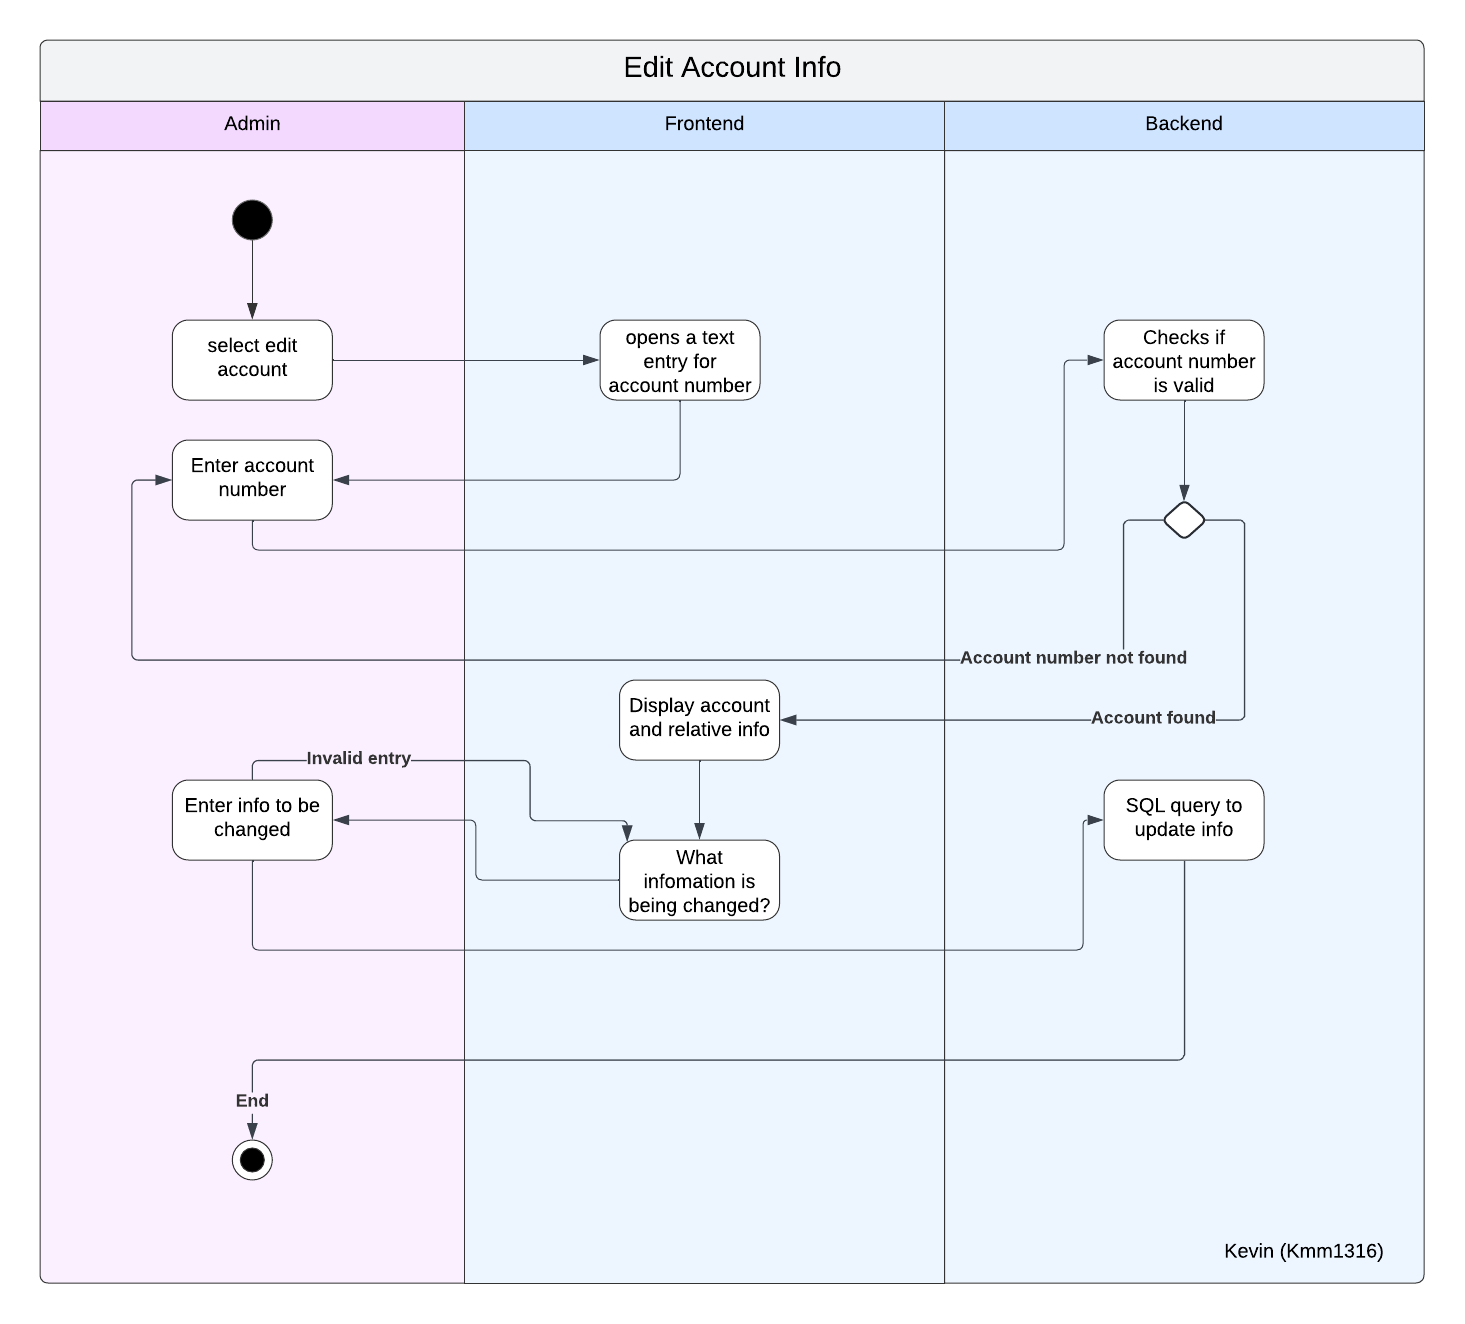 Edit Account Info
Admin
Frontend
Backend
select edit
account
opens a text
entry for
account number
Checks if
account number
is valid
Enter account
number
Account number not found
Display account
and relative info
Account found
Invalid entry
Enter info to be
changed
SQL query to
update info
What
infomation is
being changed?
End
Kevin (Kmm1316)